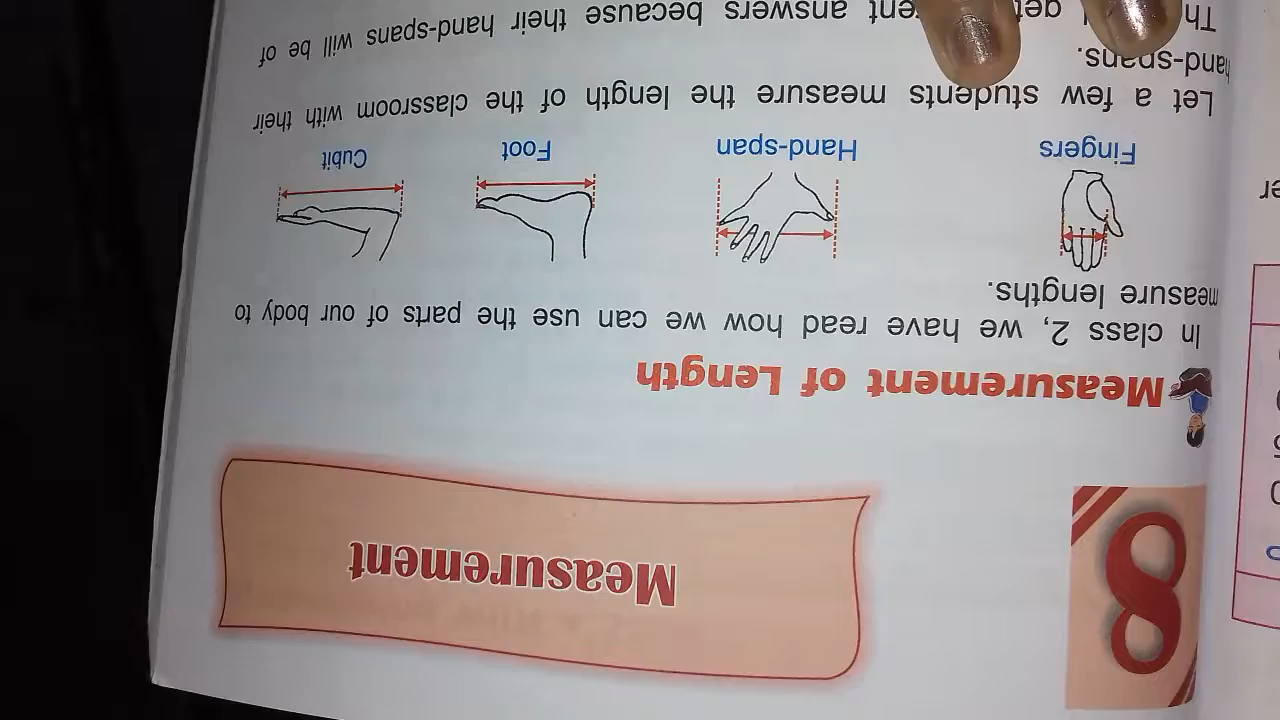 8
Measurement
Measurement of Length
In class 2, we have read how we can use the parts of our body to
measure lengths.
Fingers Hand-span Foot Cubit
Let a few students measure the length of the classroom with their
hand-spans.
get answers because their hand-spans will be of